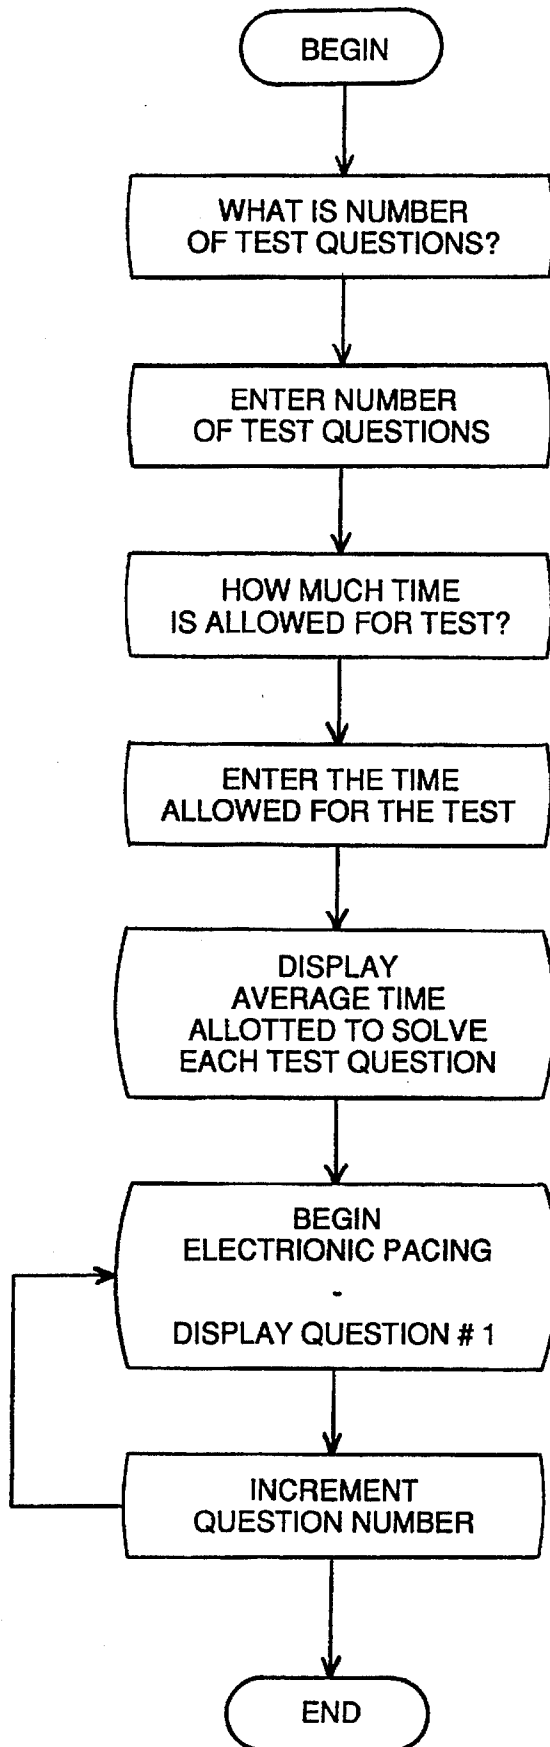 BEGIN
WHAT IS NUMBER
OF TEST QUESTIONS?
ENTER NUMBER
OF TEST QUESTIONS
HOW MUCH TIME
IS ALLOWED FOR TEST?
ENTER THE TIME
ALLOWED FOR THE TEST
DISPLAY
AVERAGE TIME
ALLOTTED TO SOLVE
EACH TEST QUESTION
BEGIN
ELECTRIONIC PACING
-
DISPLAY QUESTION # 1
INCREMENT
QUESTION NUMBER
END